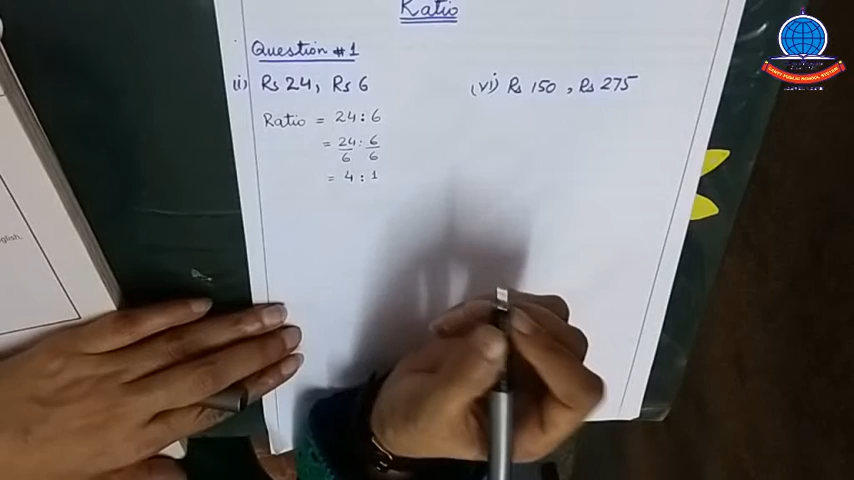 Ratio
Question #1
(i) Rs 24, Rs 6
Ratio = 24 : 6
= 24/6 : 6/6
= 4 : 1
(vi) Rs 150 , Rs 275
nglish.